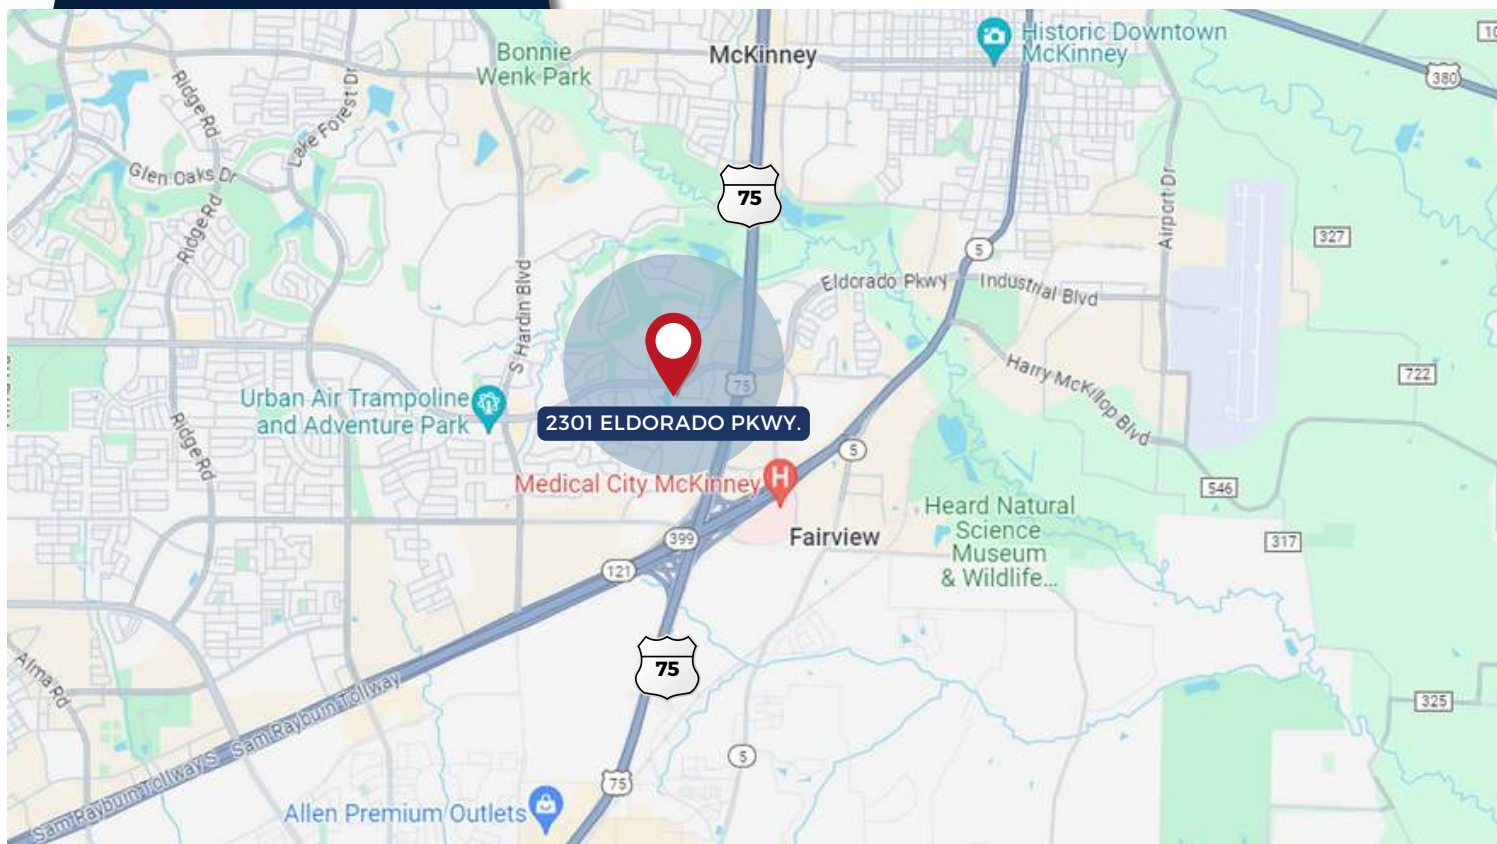 Bonnie
Wenk Park
McKinney
Historic Downtown
McKinney
380
Ridge Rd
Lake Forest Dr
Glen Oaks Dr
Ridge Rd
75
Airport Dr
327
5
S Hardin Blvd
Eldorado Pkwy
Industrial Blvd
75
722
Harry McKillop Blvd
Urban Air Trampoline
and Adventure Park
2301 ELDORADO PKWY.
Ridge Rd
5
Medical City McKinney
H
546
Heard Natural
Science
Museum
& Wildlife...
399
Fairview
317
121
75
Alma Rd
325
Sam Rayburn Tollway
Sam Rayburn Tollway S
5
75
Allen Premium Outlets